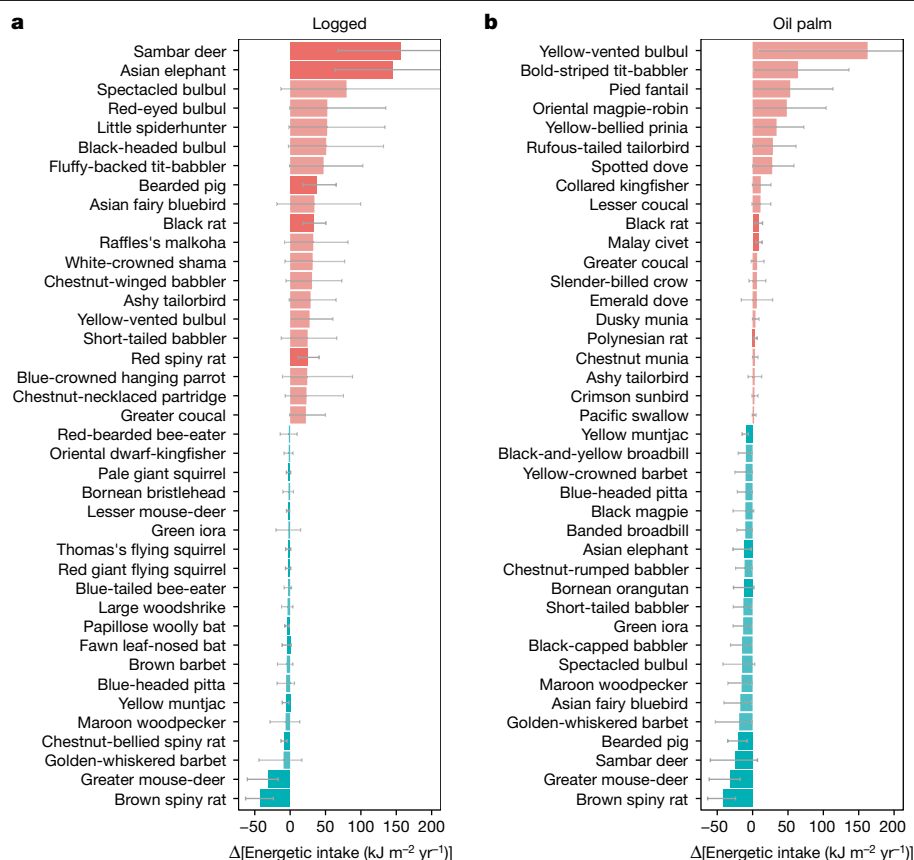 a
Logged
Sambar deer
Asian elephant
Spectacled bulbul
Red-eyed bulbul
Little spiderhunter
Black-headed bulbul
Fluffy-backed tit-babbler
Bearded pig
Asian fairy bluebird
Black rat
Raffles's malkoha
White-crowned shama
Chestnut-winged babbler
Ashy tailorbird
Yellow-vented bulbul
Short-tailed babbler
Red spiny rat
Blue-crowned hanging parrot
Chestnut-necklaced partridge
Greater coucal
Red-bearded bee-eater
Oriental dwarf-kingfisher
Pale giant squirrel
Bornean bristlehead
Lesser mouse-deer
Green iora
Thomas's flying squirrel
Red giant flying squirrel
Blue-tailed bee-eater
Large woodshrike
Papillose woolly bat
Fawn leaf-nosed bat
Brown barbet
Blue-headed pitta
Yellow muntjac
Maroon woodpecker
Chestnut-bellied spiny rat
Golden-whiskered barbet
Greater mouse-deer
Brown spiny rat
−50 0 50 100 150 200
Δ[Energetic intake (kJ m⁻² yr⁻¹)]
b
Oil palm
Yellow-vented bulbul
Bold-striped tit-babbler
Pied fantail
Oriental magpie-robin
Yellow-bellied prinia
Rufous-tailed tailorbird
Spotted dove
Collared kingfisher
Lesser coucal
Black rat
Malay civet
Greater coucal
Slender-billed crow
Emerald dove
Dusky munia
Polynesian rat
Chestnut munia
Ashy tailorbird
Crimson sunbird
Pacific swallow
Yellow muntjac
Black-and-yellow broadbill
Yellow-crowned barbet
Blue-headed pitta
Black magpie
Banded broadbill
Asian elephant
Chestnut-rumped babbler
Bornean orangutan
Short-tailed babbler
Green iora
Black-capped babbler
Spectacled bulbul
Maroon woodpecker
Asian fairy bluebird
Golden-whiskered barbet
Bearded pig
Sambar deer
Greater mouse-deer
Brown spiny rat
−50 0 50 100 150 200
Δ[Energetic intake (kJ m⁻² yr⁻¹)]